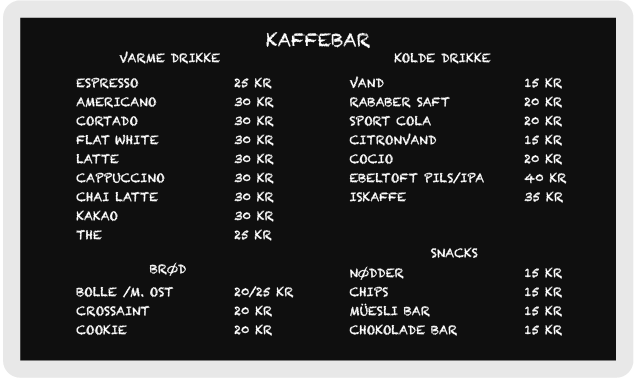 KAFFEBAR
VARME DRIKKE
ESPRESSO 25 KR
AMERICANO 30 KR
CORTADO 30 KR
FLAT WHITE 30 KR
LATTE 30 KR
CAPPUCCINO 30 KR
CHAI LATTE 30 KR
KAKAO 30 KR
THE 25 KR
BRØD
BOLLE /M. OST 20/25 KR
CROSSAINT 20 KR
COOKIE 20 KR
KOLDE DRIKKE
VAND 15 KR
RABABER SAFT 20 KR
SPORT COLA 20 KR
CITRONVAND 15 KR
COCIO 20 KR
EBELTOFT PILS/IPA 40 KR
ISKAFFE 35 KR
SNACKS
NØDDER 15 KR
CHIPS 15 KR
MÜESLI BAR 15 KR
CHOKOLADE BAR 15 KR